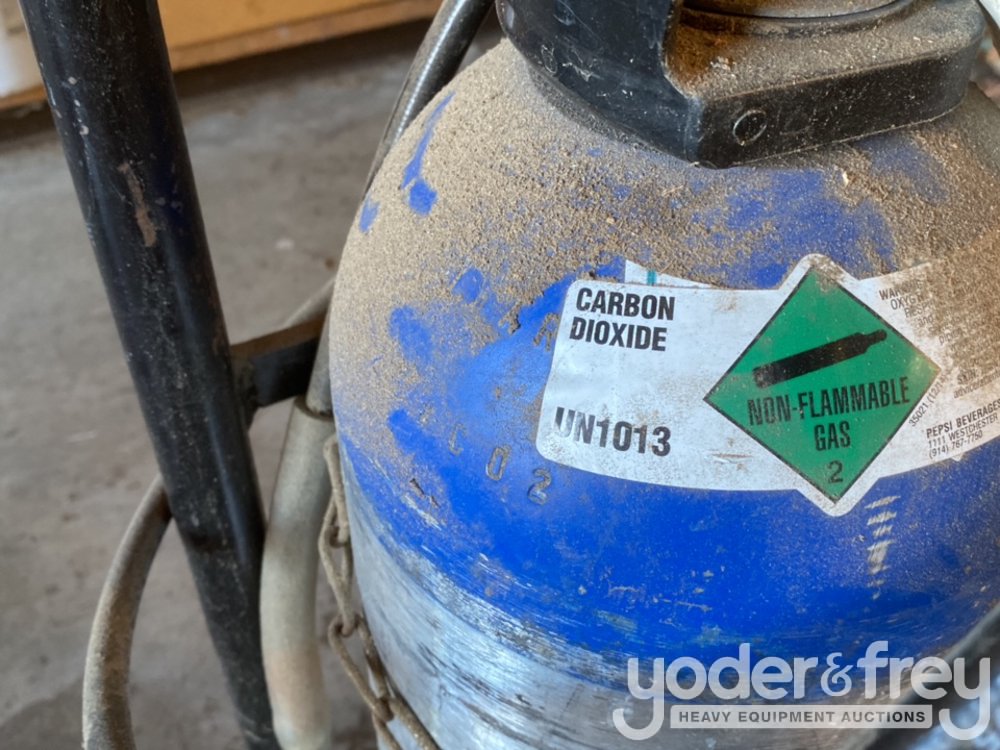 CARBON
DIOXIDE
UN1013
NON-FLAMMABLE
GAS
2
PEPSI BEVERAGES
1111 WESTCHESTER
(914) 767-7750
CO2
yoder&frey
HEAVY EQUIPMENT AUCTIONS